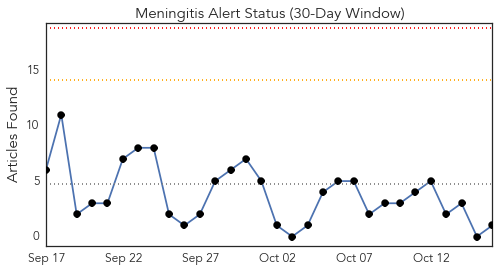 Meningitis Alert Status (30-Day Window)
Articles Found
15
10
5
0
Sep 17 Sep 22 Sep 27 Oct 02 Oct 07 Oct 12